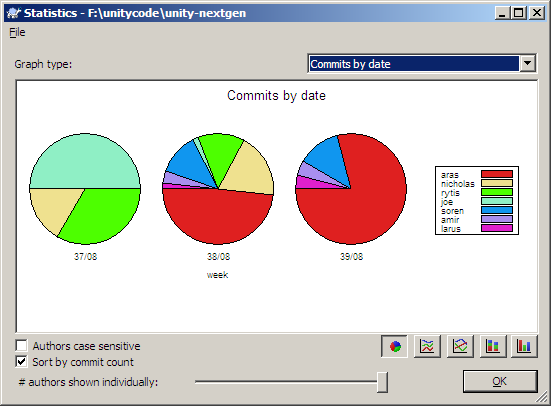 Statistics - F:\unitycode\unity-nextgen
File
Graph type:
Commits by date
Commits by date
aras
nicholas
rytis
joe
soren
amir
larus
37/08
38/08
39/08
week
Authors case sensitive
Sort by commit count
# authors shown individually:
OK